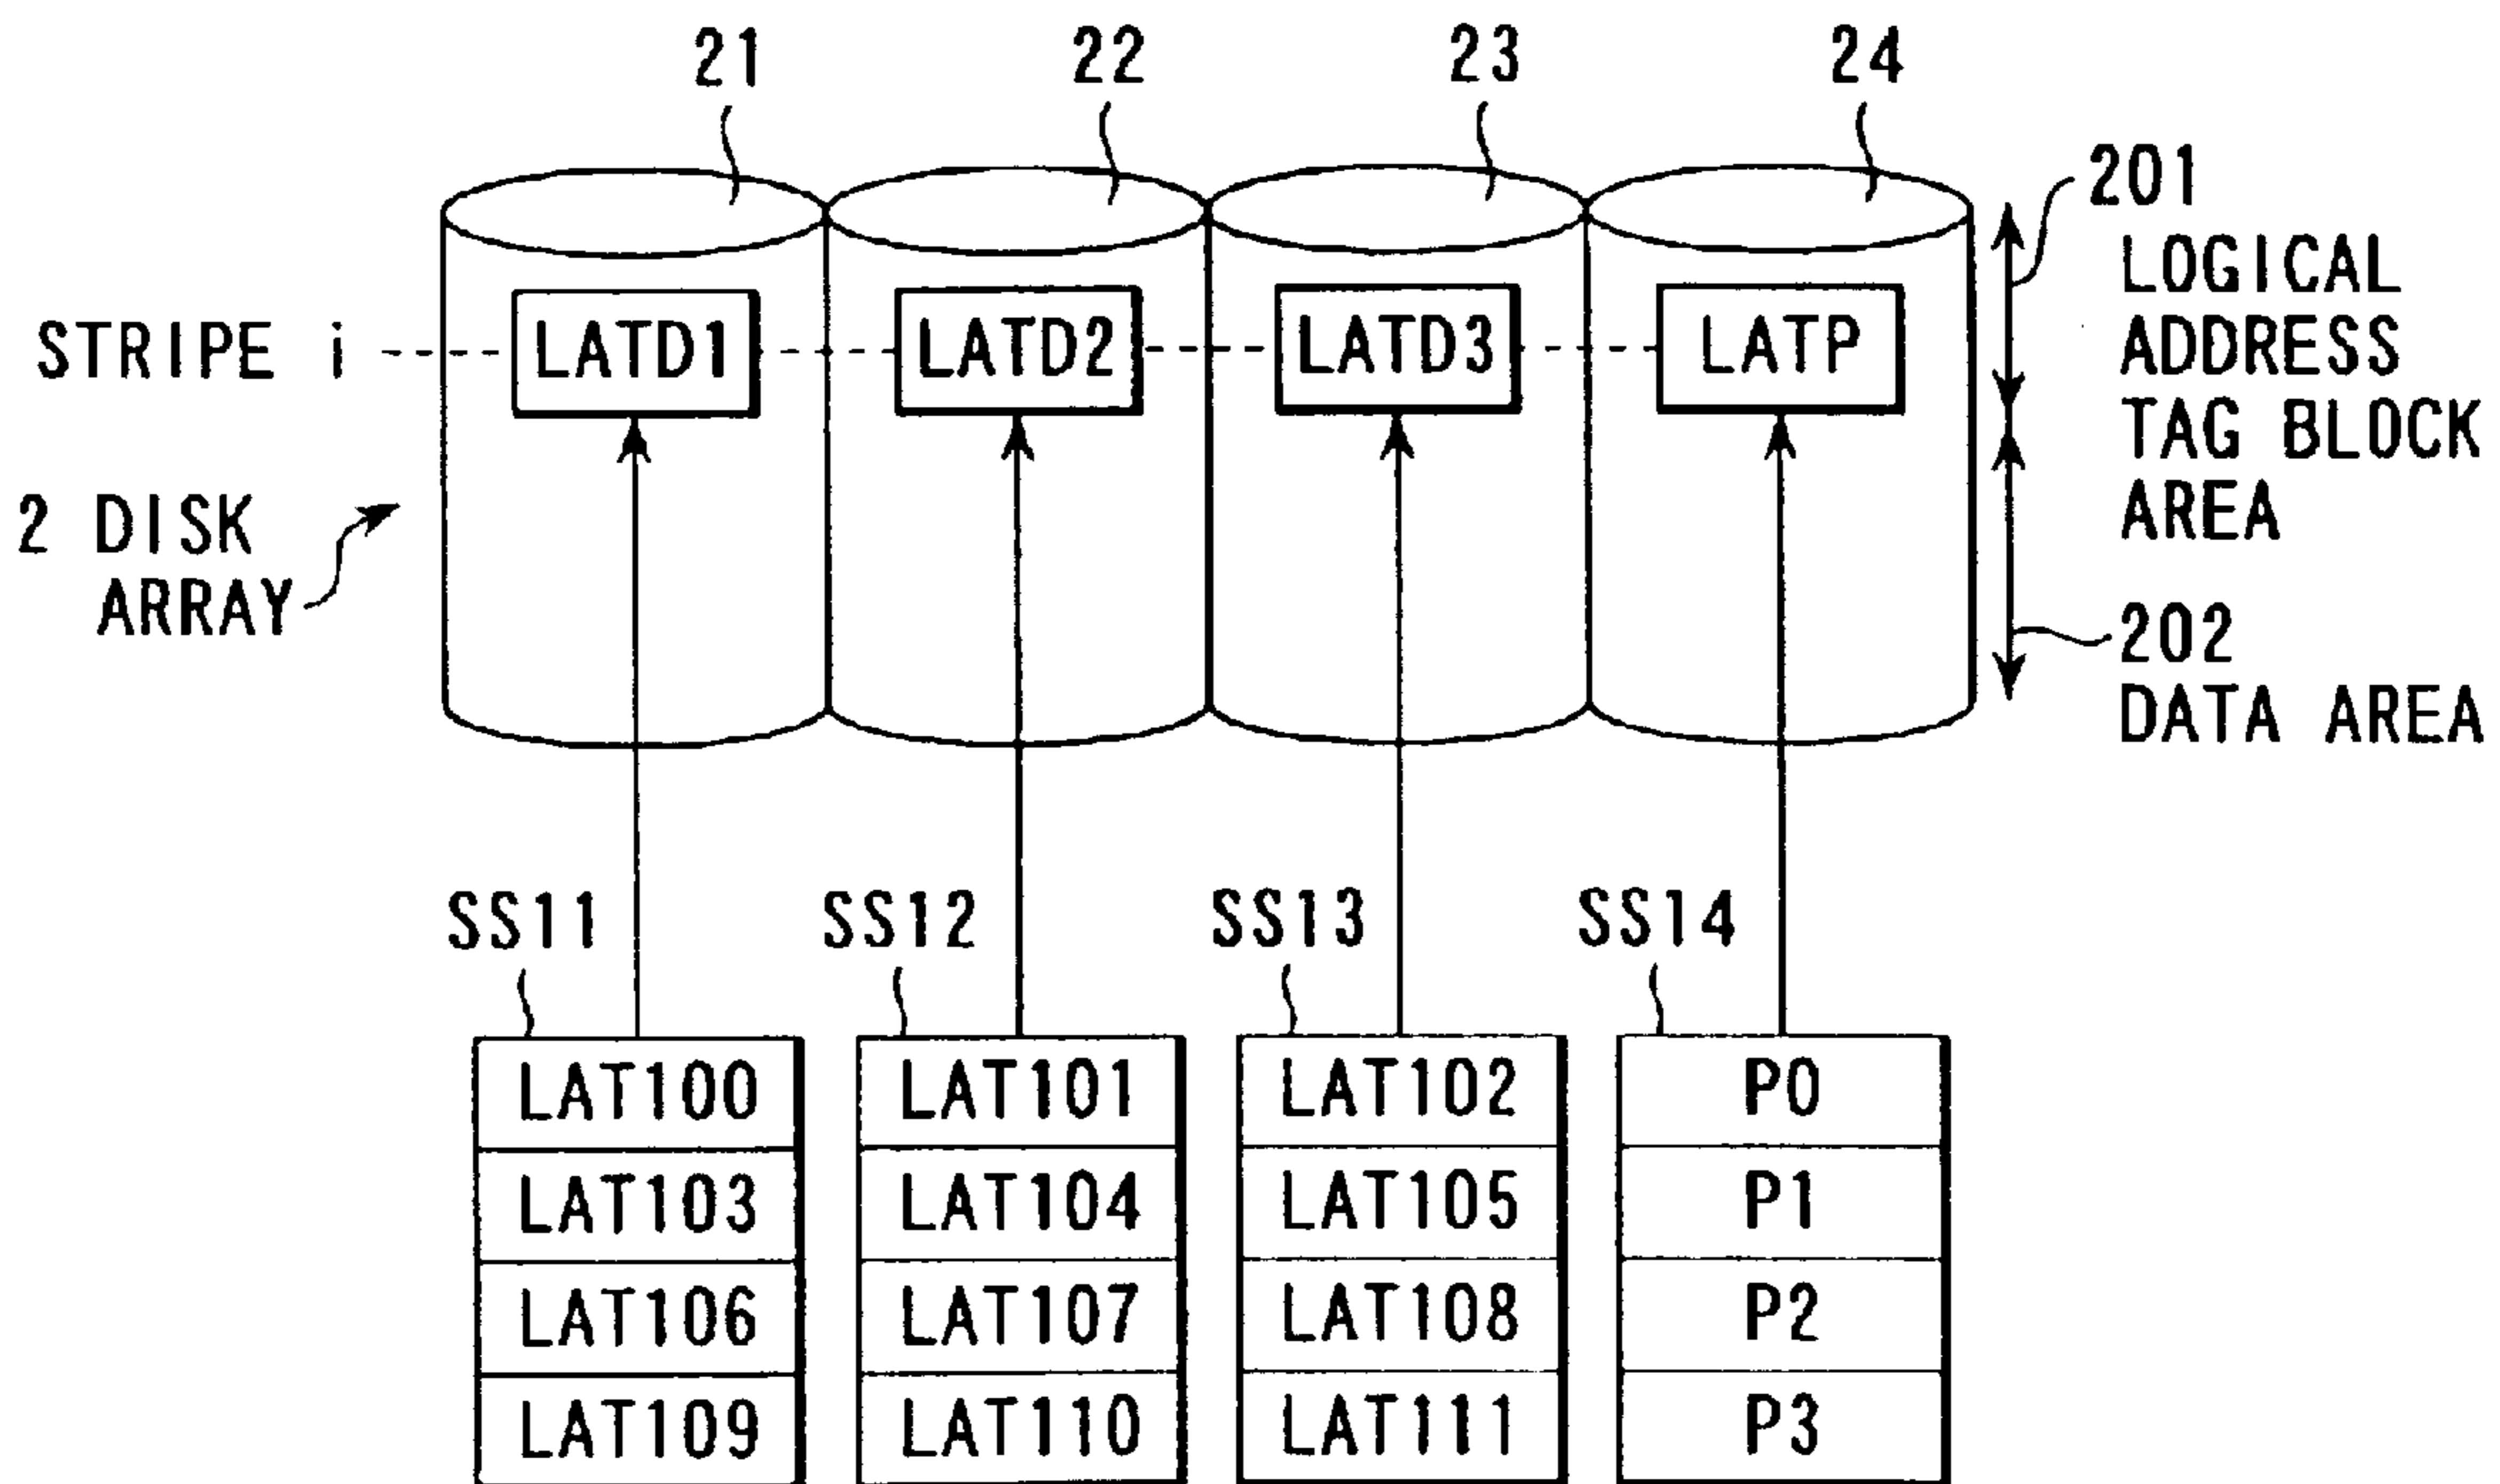 21 22 23 24
201
LOGICAL
ADDRESS
TAG BLOCK
AREA
STRIPE i LATD1 LATD2 LATD3 LATP
2 DISK
ARRAY
202
DATA AREA
SS11 SS12 SS13 SS14
LAT100 LAT101 LAT102 P0
LAT103 LAT104 LAT105 P1
LAT106 LAT107 LAT108 P2
LAT109 LAT110 LAT111 P3